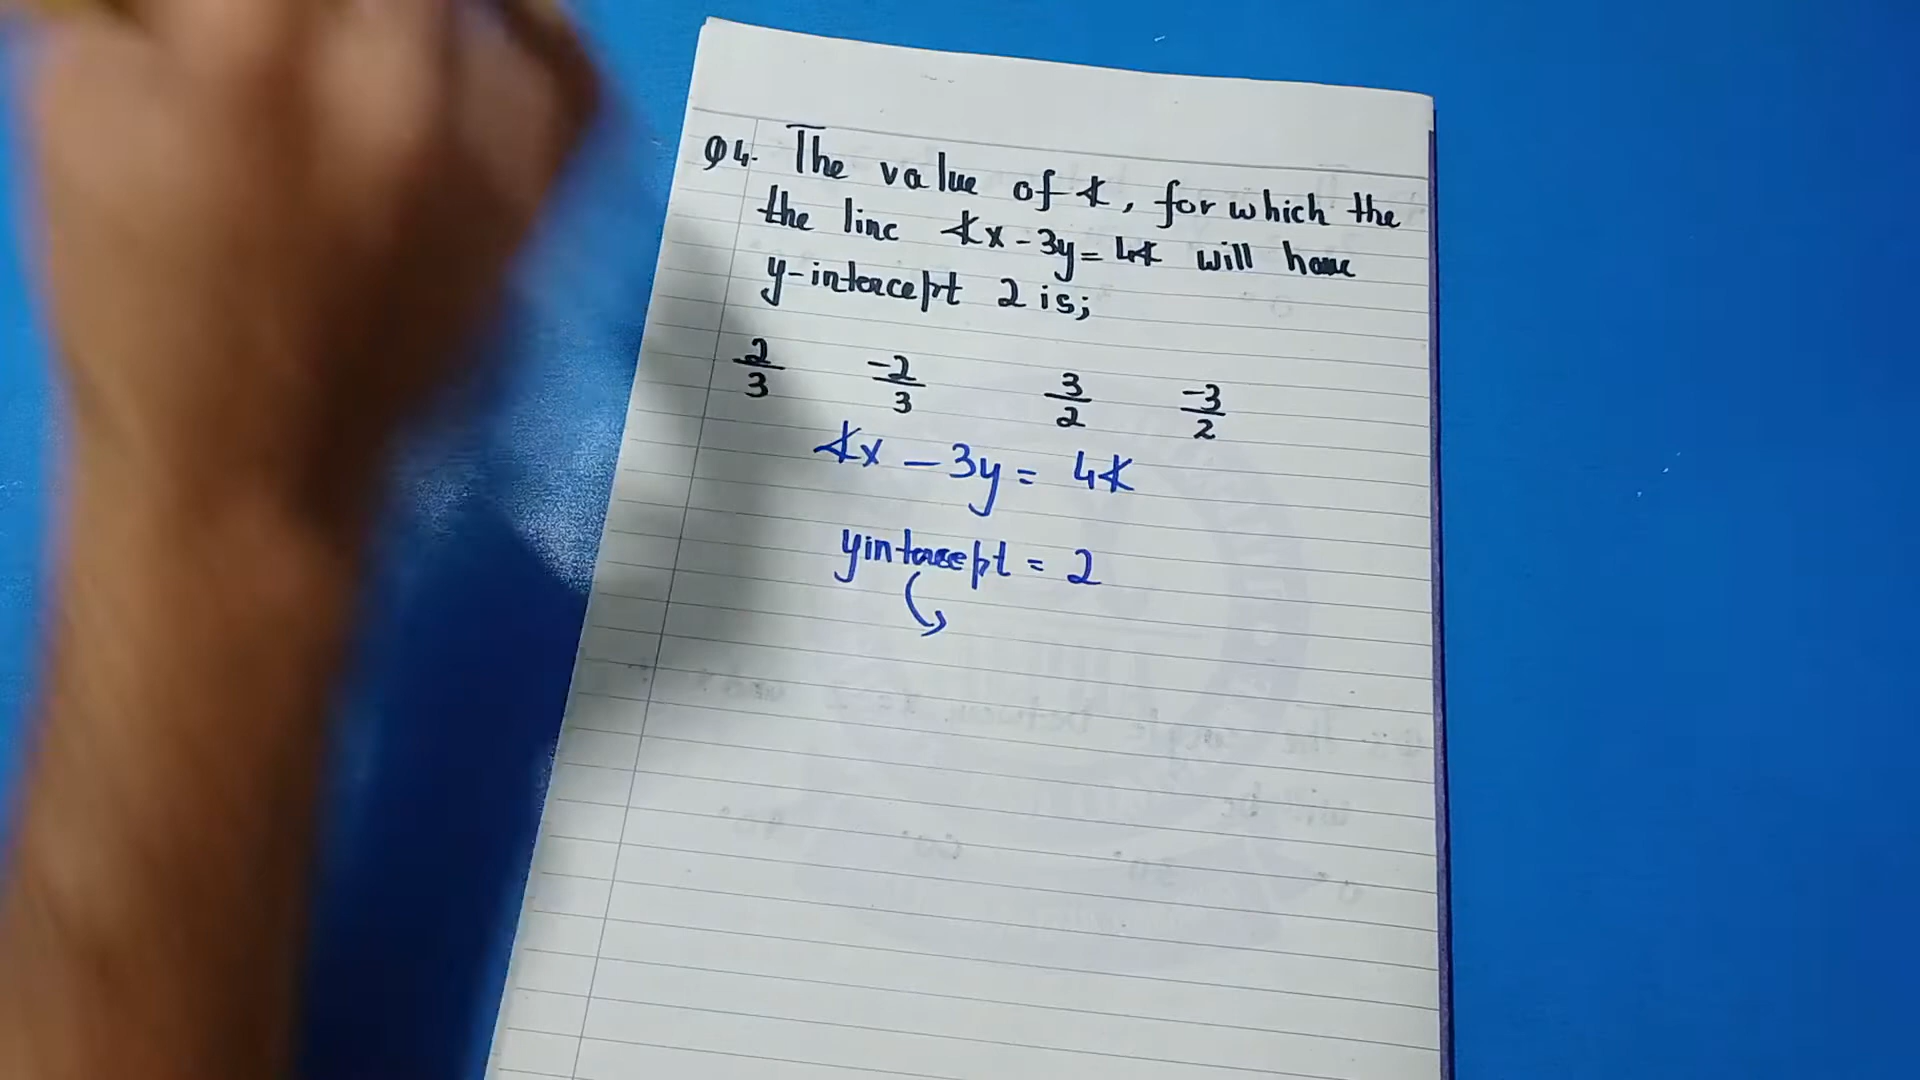 Q4. The value of k, for which the
the line kx - 3y = 4k will have
y-intercept 2 is;
2/3 -2/3 3/2 -3/2
kx - 3y = 4k
yintercept = 2